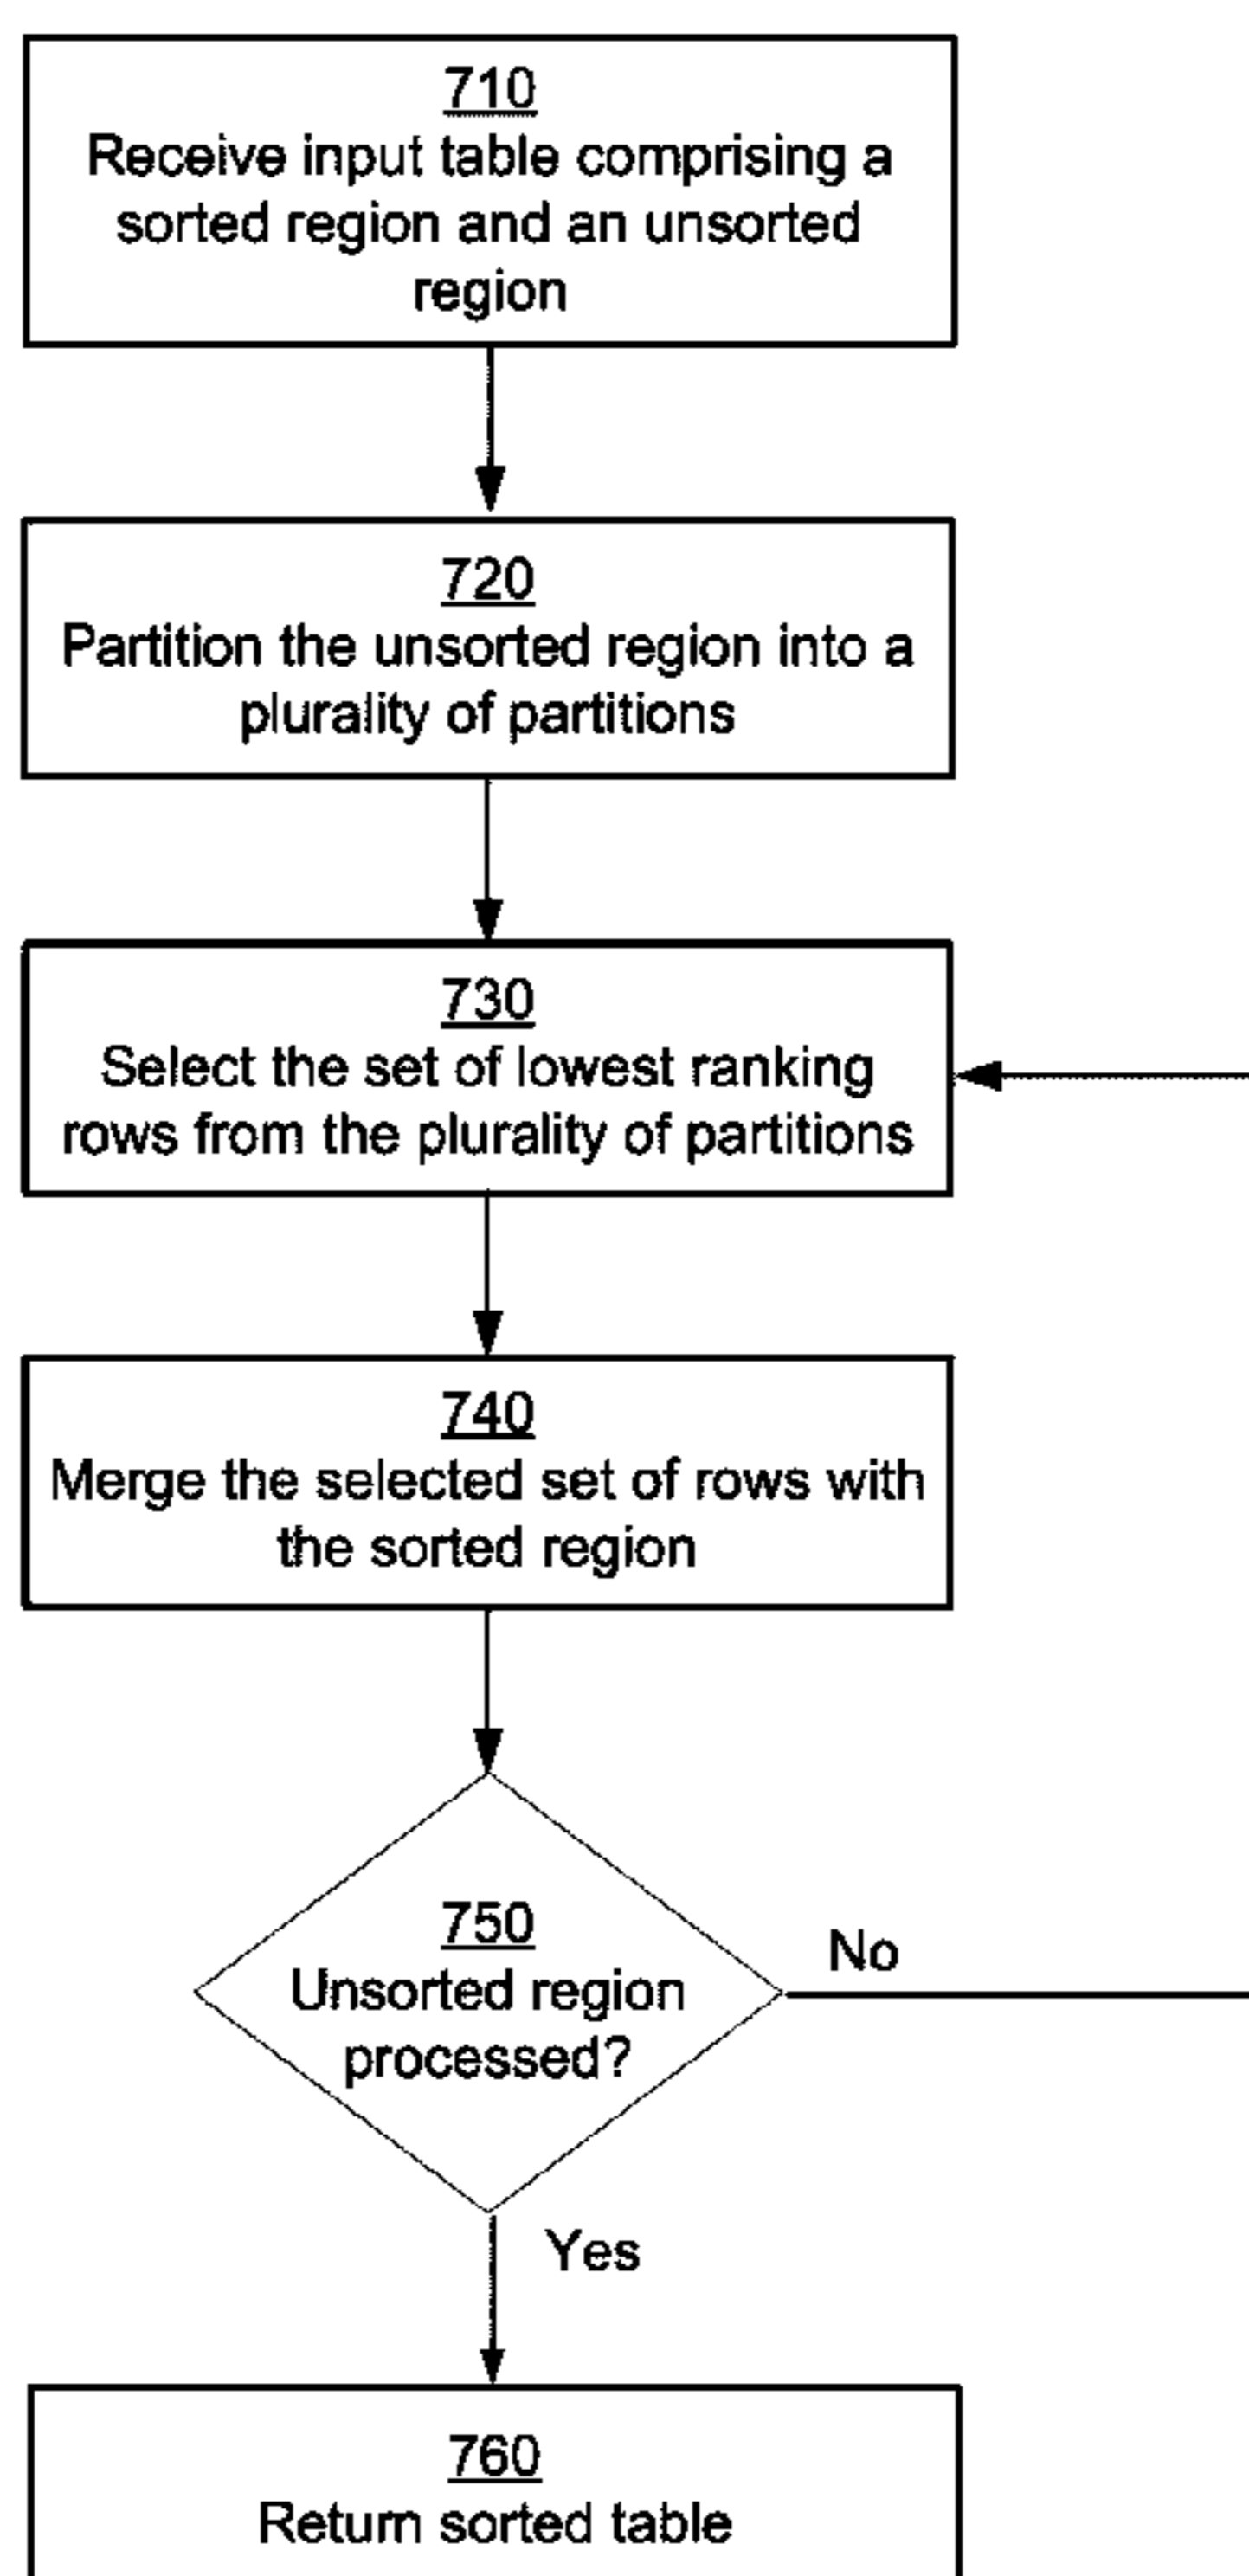 710
Receive input table comprising a
sorted region and an unsorted
region
720
Partition the unsorted region into a
plurality of partitions
730
Select the set of lowest ranking
rows from the plurality of partitions
740
Merge the selected set of rows with
the sorted region
750
Unsorted region
processed?
No
Yes
760
Return sorted table